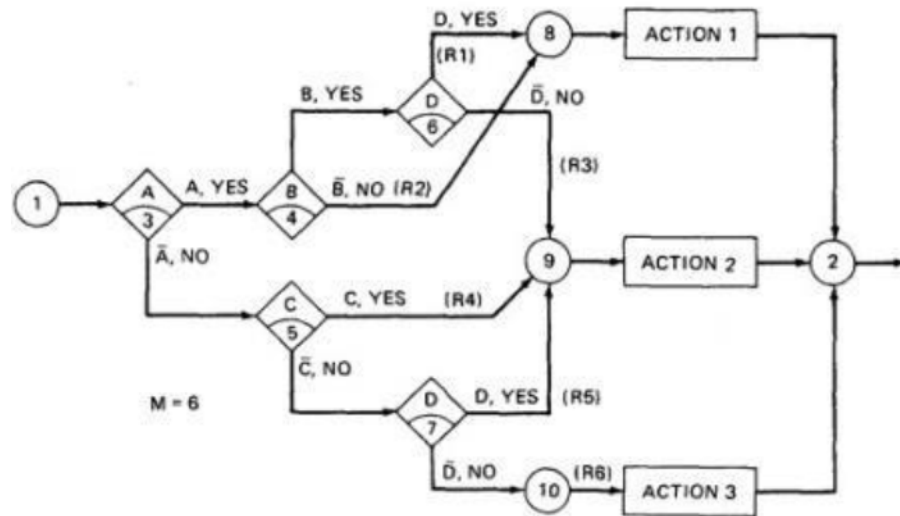 D, YES
(R1)
8
ACTION 1
B, YES
D
6
D̄, NO
1
A
3
A, YES
B
4
B̄, NO (R2)
(R3)
Ā, NO
9
ACTION 2
2
C
5
C, YES (R4)
C̄, NO
M = 6
D
7
D, YES (R5)
D̄, NO
10
(R6)
ACTION 3